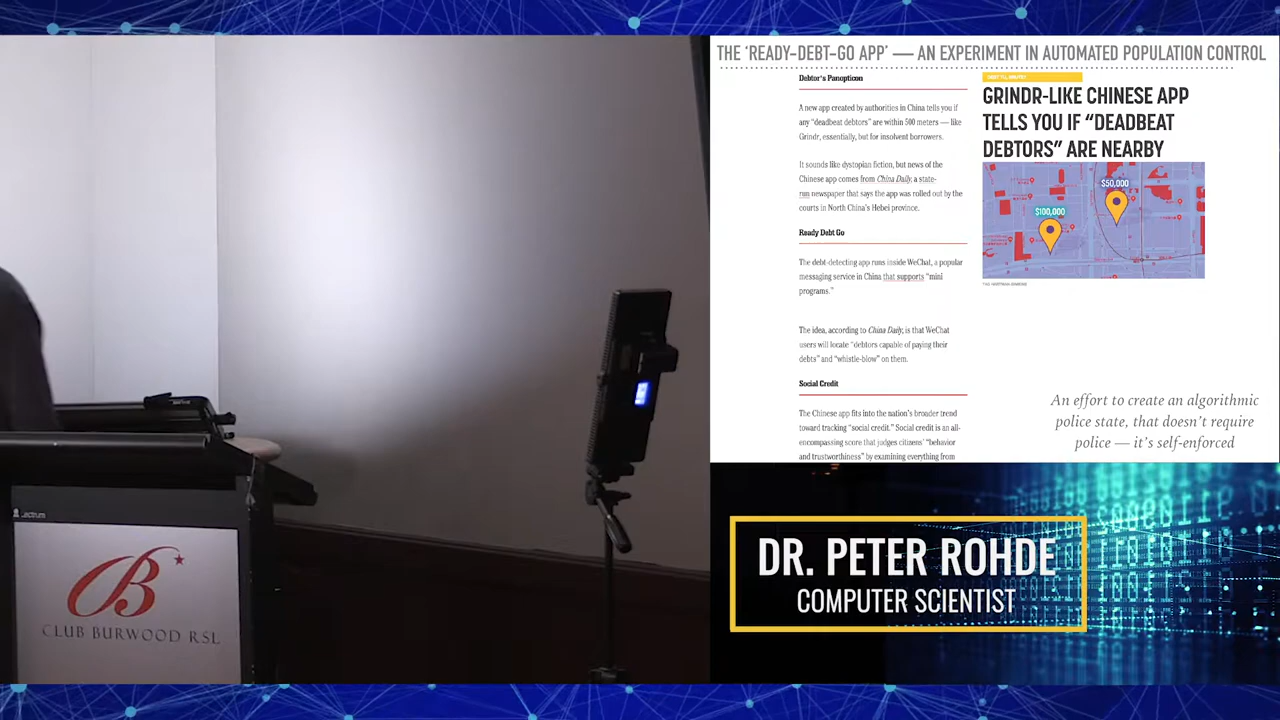 THE 'READY-DEBT-GO APP' — AN EXPERIMENT IN AUTOMATED POPULATION CONTROL
Debtor's Panopticon
A new app created by authorities in China tells you if
any "deadbeat debtors" are within 500 meters — like
Grindr, essentially, but for insolvent borrowers.
It sounds like dystopian fiction, but news of the
Chinese app comes from China Daily, a state-
run newspaper that says the app was rolled out by the
courts in North China's Hebei province.
Ready Debt Go
The debt-detecting app runs inside WeChat, a popular
messaging service in China that supports "mini
programs."
The idea, according to China Daily, is that WeChat
users will locate "debtors capable of paying their
debts" and "whistle-blow" on them.
Social Credit
The Chinese app fits into the nation's broader trend
toward tracking "social credit." Social credit is an all-
encompassing score that judges citizens' "behavior
and trustworthiness" by examining everything from
GRINDR-LIKE CHINESE APP
TELLS YOU IF "DEADBEAT
DEBTORS" ARE NEARBY
$50,000
$100,000
An effort to create an algorithmic
police state, that doesn't require
police — it's self-enforced
DR. PETER ROHDE
COMPUTER SCIENTIST
Lectrum
B
CLUB BURWOOD RSL